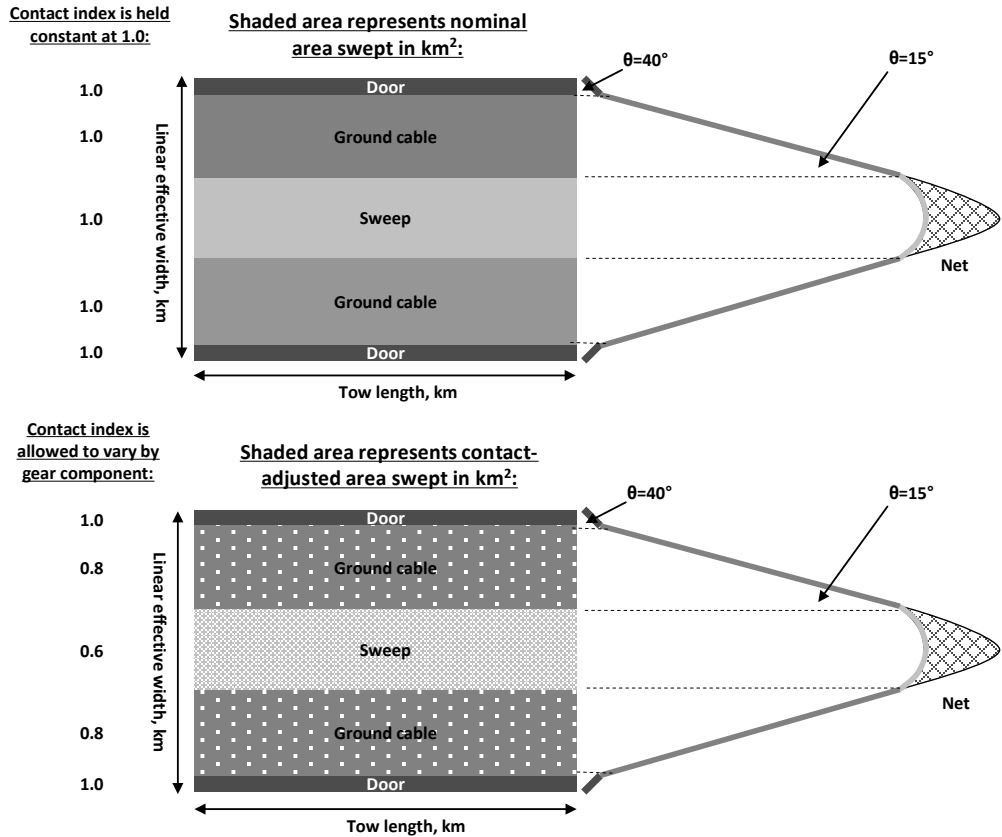 Contact index is held
constant at 1.0:
Shaded area represents nominal
area swept in km²:
θ=40°
θ=15°
1.0
Door
1.0
Ground cable
Linear effective width, km
1.0
Sweep
Net
1.0
Ground cable
1.0
Door
Tow length, km
Contact index is
allowed to vary by
gear component:
Shaded area represents contact-
adjusted area swept in km²:
θ=40°
θ=15°
1.0
Door
0.8
Ground cable
Linear effective width, km
0.6
Sweep
Net
0.8
Ground cable
1.0
Door
Tow length, km